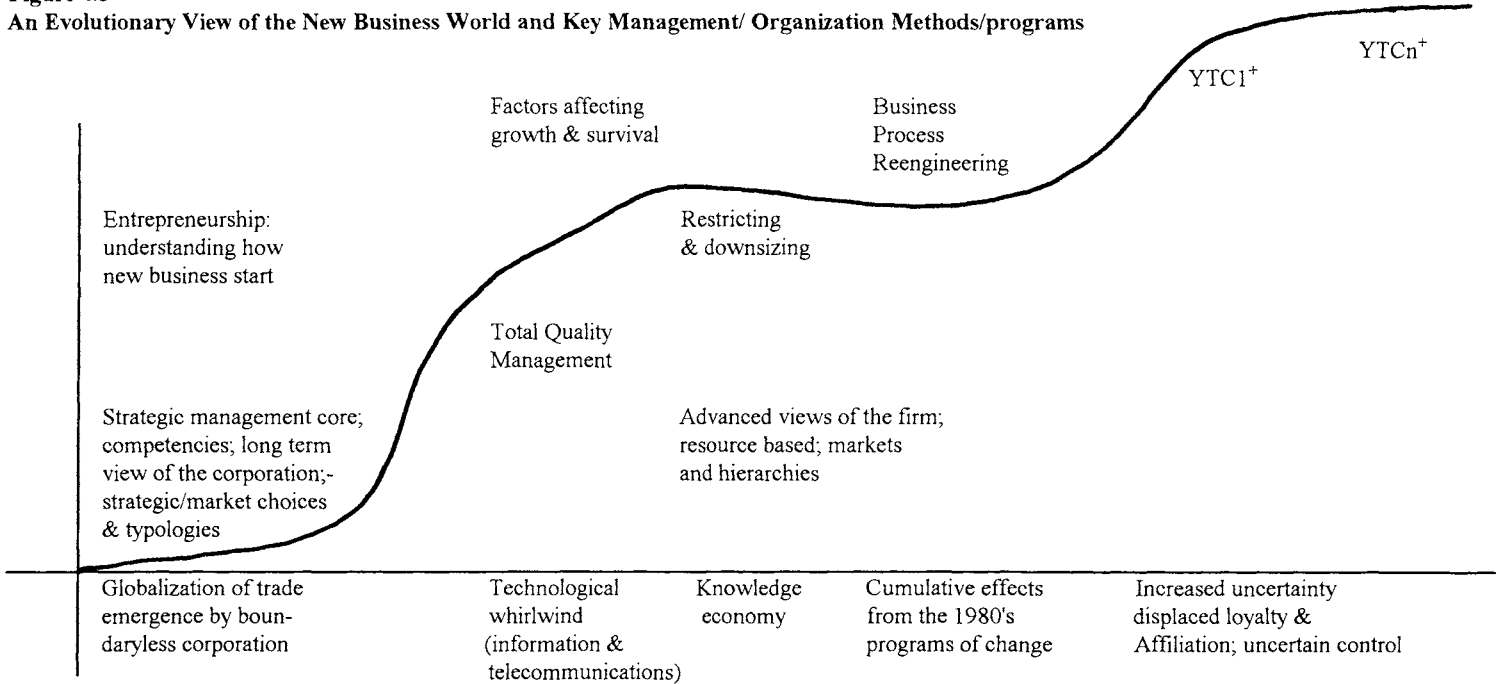 An Evolutionary View of the New Business World and Key Management/ Organization Methods/programs
YTCn+
YTC1+
Factors affecting
growth & survival
Business
Process
Reengineering
Entrepreneurship:
understanding how
new business start
Restricting
& downsizing
Total Quality
Management
Strategic management core;
competencies; long term
view of the corporation;-
strategic/market choices
& typologies
Advanced views of the firm;
resource based; markets
and hierarchies
Globalization of trade
emergence by boun-
daryless corporation
Technological
whirlwind
(information &
telecommunications)
Knowledge
economy
Cumulative effects
from the 1980's
programs of change
Increased uncertainty
displaced loyalty &
Affiliation; uncertain control